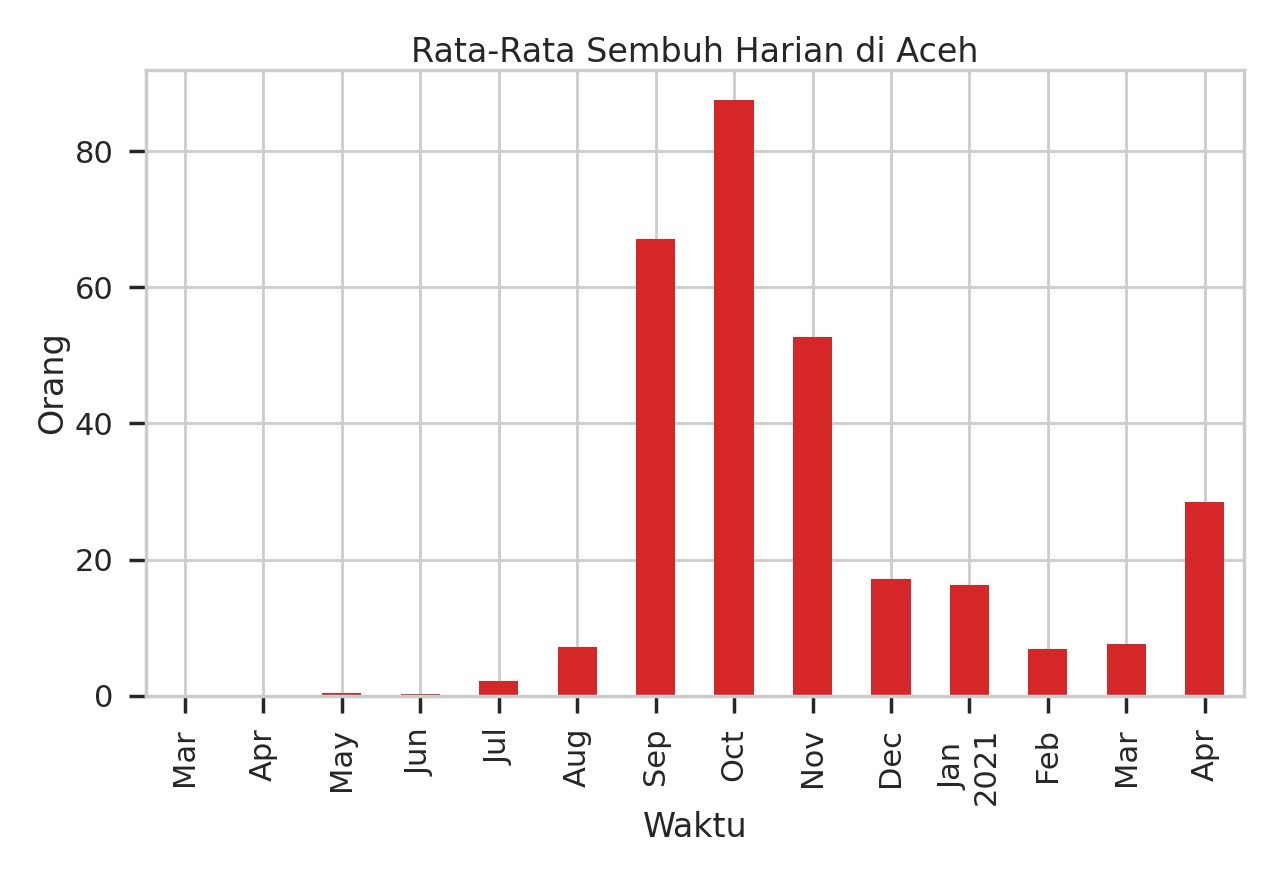 Rata-Rata Sembuh Harian di Aceh
80
60
40
20
0
Orang
Mar
Apr
May
Jun
Jul
Aug
Sep
Oct
Nov
Dec
Jan
2021
Feb
Mar
Apr
Waktu